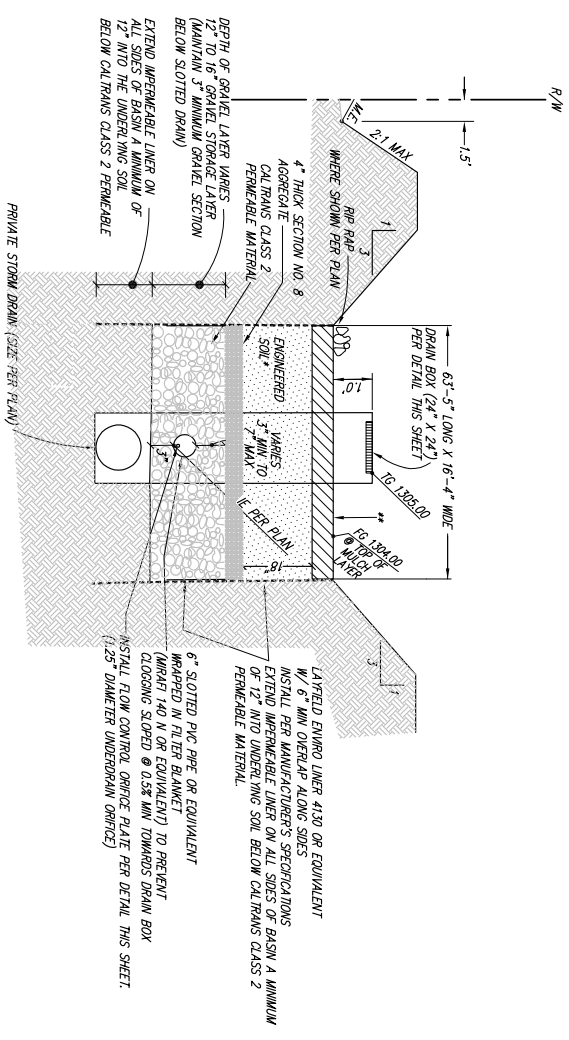 R/W
1.5'
M.E.
2:1 MAX
1
3
RIP RAP
WHERE SHOWN PER PLAN
63'-5" LONG X 16'-4" WIDE
DRAIN BOX (24" X 24")
PER DETAIL THIS SHEET
TG 1305.00
1.0'
**
FG 1304.00
@ TOP OF
MULCH
LAYER
1
3
4" THICK SECTION NO. 8
AGGREGATE
CALTRANS CLASS 2
PERMEABLE MATERIAL
ENGINEERED
SOIL*
VARIES
3" MIN TO
7" MAX
18"
IE PER PLAN
3"
DEPTH OF GRAVEL LAYER VARIES
12" TO 16" GRAVEL STORAGE LAYER
(MAINTAIN 3" MINIMUM GRAVEL SECTION
BELOW SLOTTED DRAIN)
EXTEND IMPERMEABLE LINER ON
ALL SIDES OF BASIN A MINIMUM OF
12" INTO THE UNDERLYING SOIL
BELOW CALTRANS CLASS 2 PERMEABLE
PRIVATE STORM DRAIN (SIZE PER PLAN)
LAYFIELD ENVIRO LINER 4130 OR EQUIVALENT
W/ 6" MIN OVERLAP ALONG SIDES
INSTALL PER MANUFACTURER'S SPECIFICATIONS
EXTEND IMPERMEABLE LINER ON ALL SIDES OF BASIN A MINIMUM
OF 12" INTO UNDERLYING SOIL BELOW CALTRANS CLASS 2
PERMEABLE MATERIAL.
6" SLOTTED PVC PIPE OR EQUIVALENT
WRAPPED IN FILTER BLANKET
(MIRAFI 140 N OR EQUIVALENT) TO PREVENT
CLOGGING SLOPED @ 0.5% MIN TOWARDS DRAIN BOX
INSTALL FLOW CONTROL ORIFICE PLATE PER DETAIL THIS SHEET.
(1.25" DIAMETER UNDERDRAIN ORIFICE)